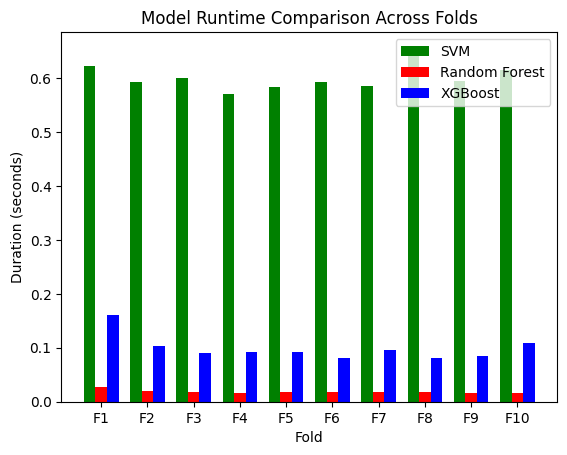 Model Runtime Comparison Across Folds
SVM
Random Forest
XGBoost
Duration (seconds)
0.6
0.5
0.4
0.3
0.2
0.1
0.0
F1 F2 F3 F4 F5 F6 F7 F8 F9 F10
Fold